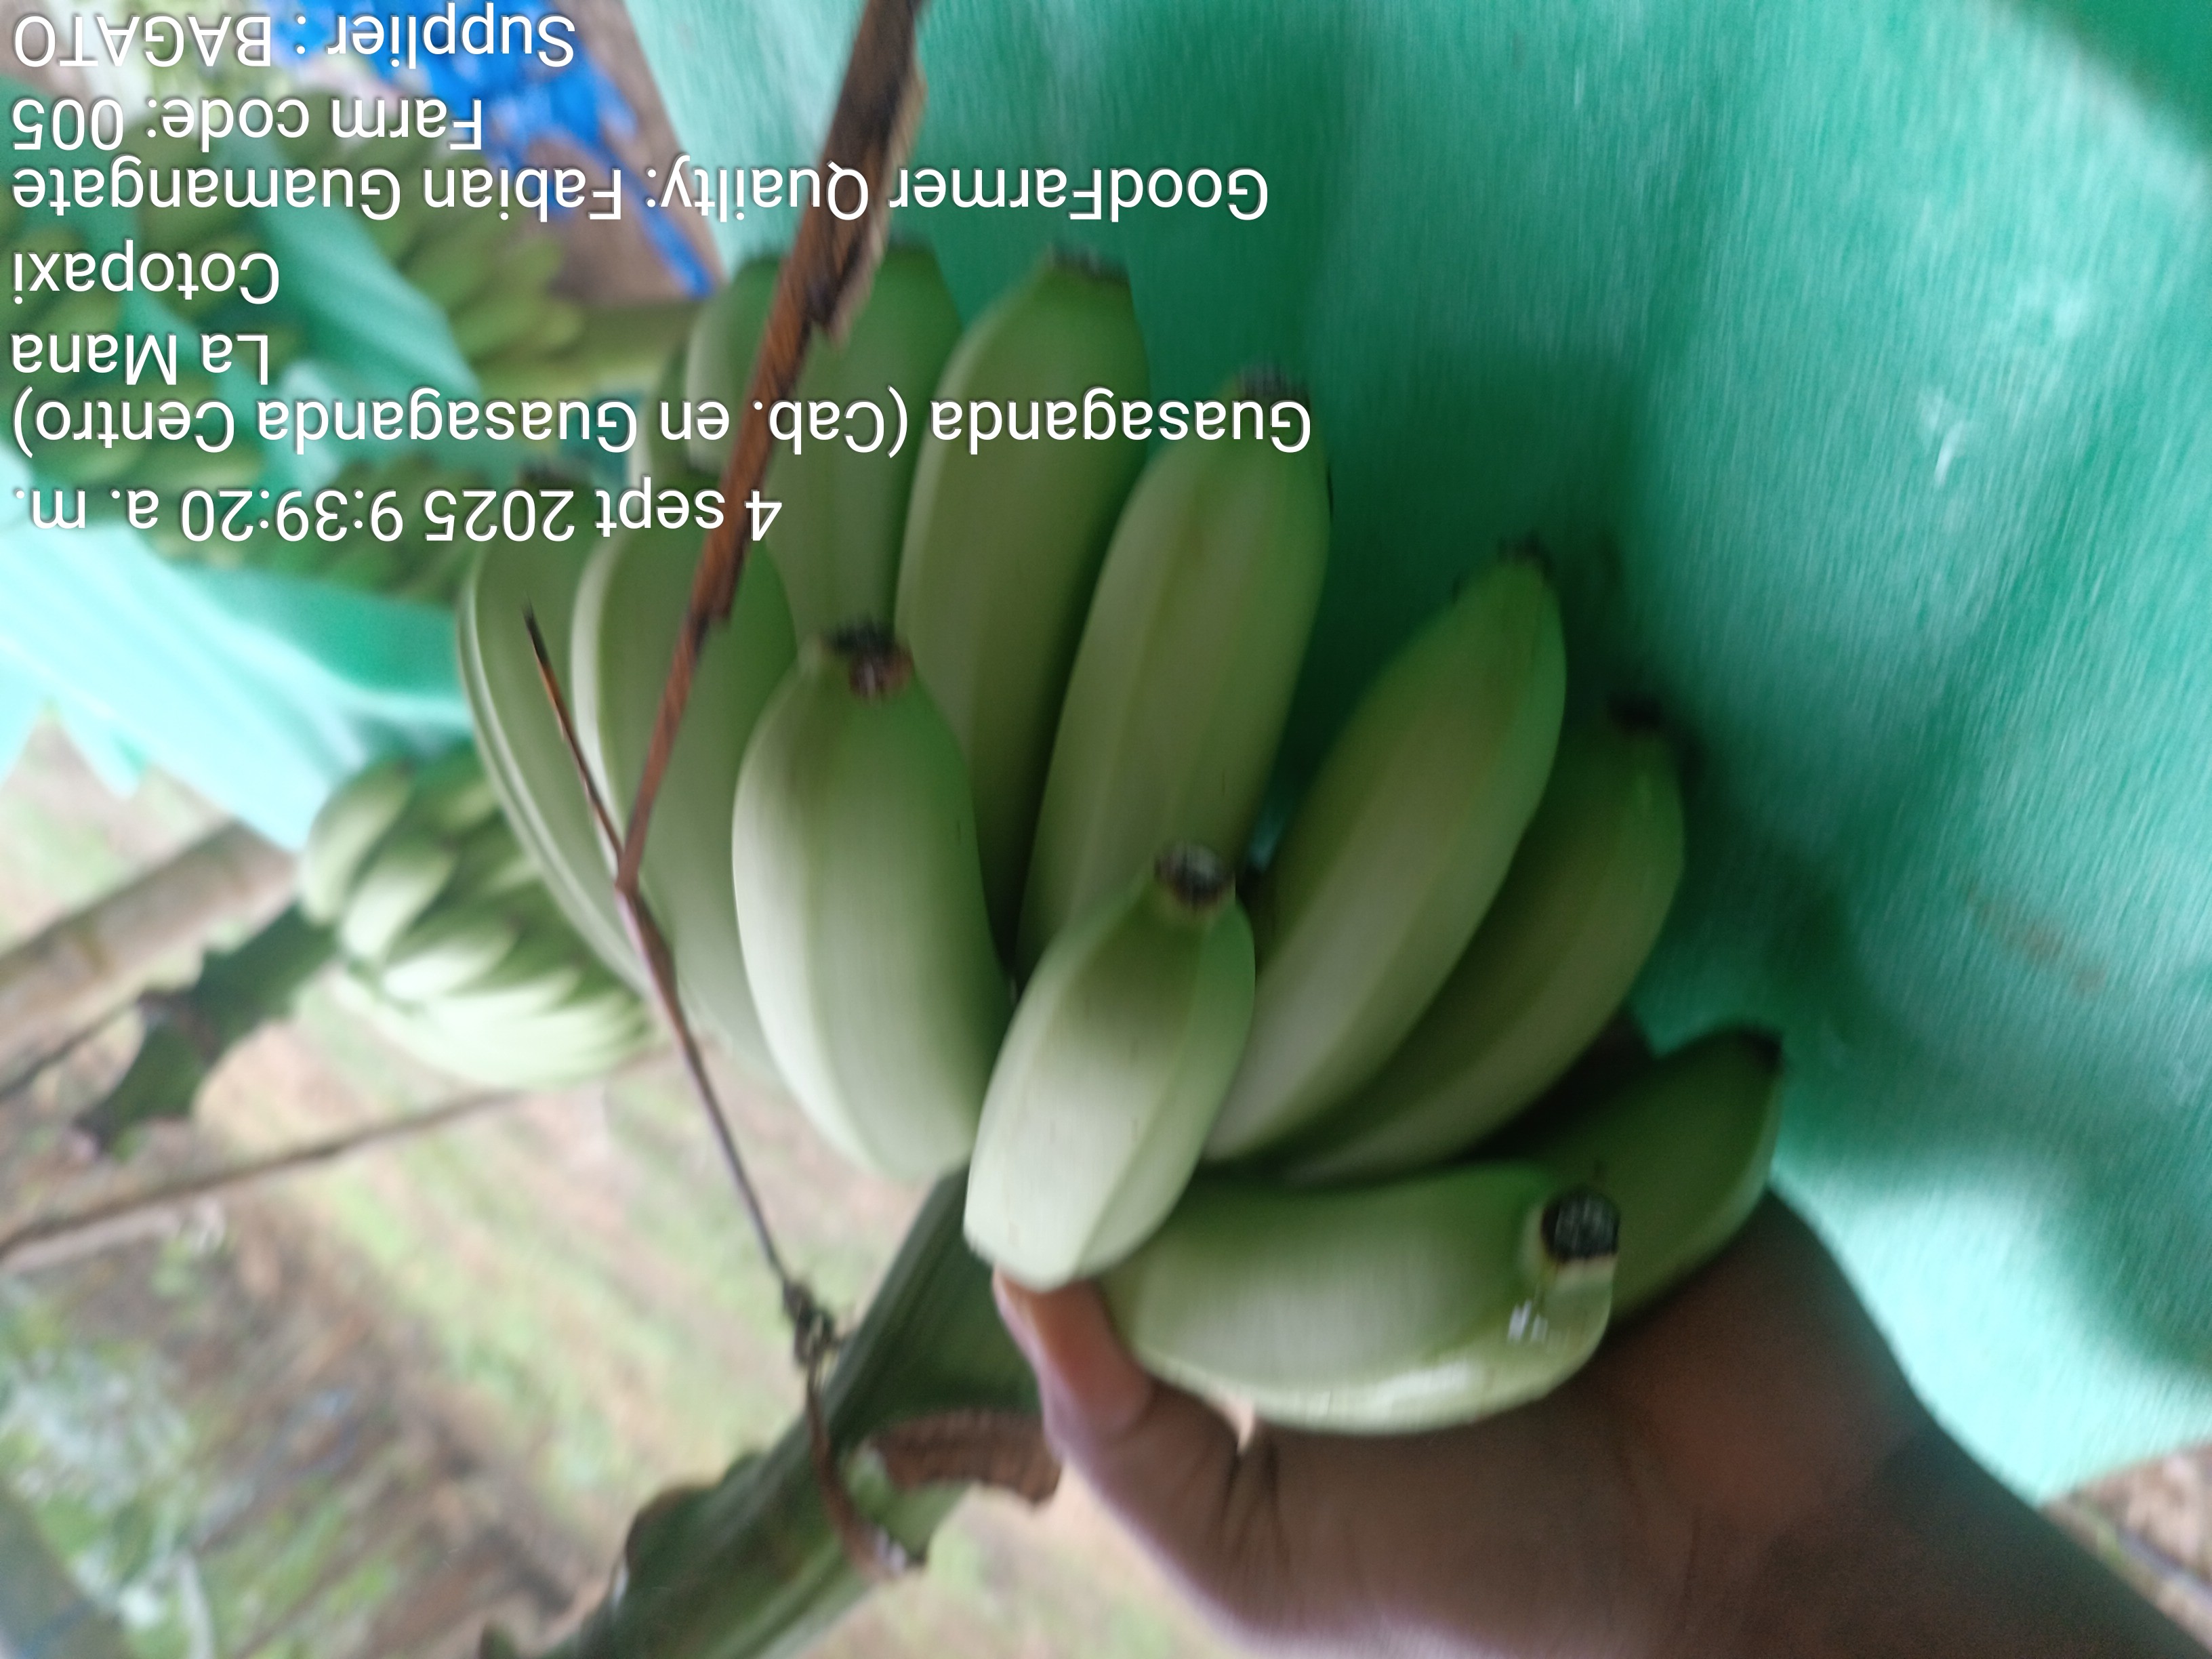 4 sept 2025 9:39:20 a. m.
Guasaganda (Cab. en Guasaganda Centro)
La Mana
Cotopaxi
GoodFarmer Quailty: Fabian Guamangate
Farm code: 005
Supplier : BAGATO